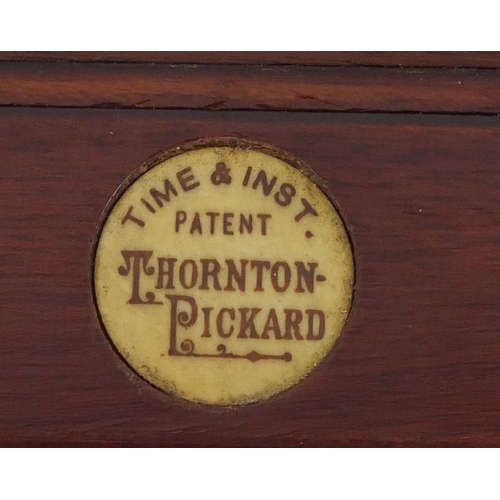 TIME & INST.
PATENT
THORNTON-
PICKARD